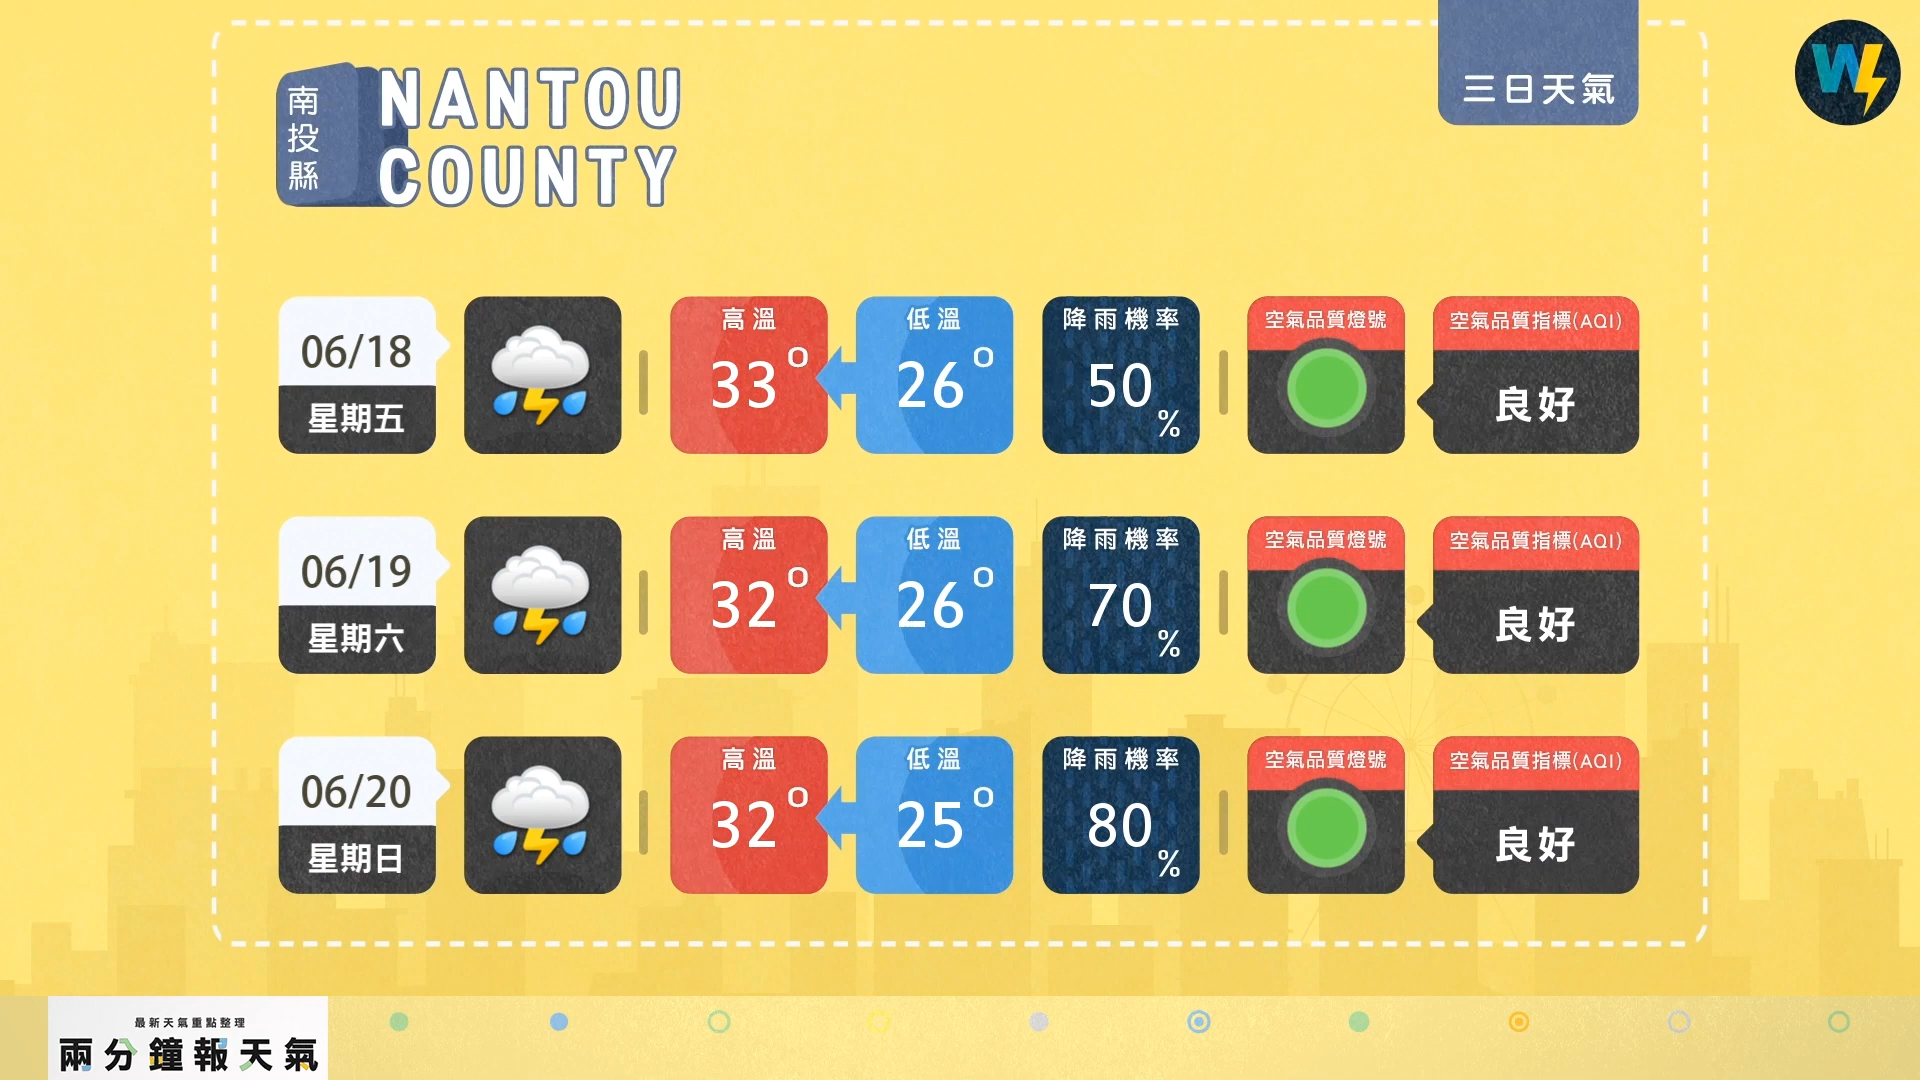 南投縣
NANTOU
COUNTY
三日天氣
W
06/18
星期五
高溫
33°
低溫
26°
降雨機率
50%
空氣品質燈號
空氣品質指標(AQI)
良好
06/19
星期六
高溫
32°
低溫
26°
降雨機率
70%
空氣品質燈號
空氣品質指標(AQI)
良好
06/20
星期日
高溫
32°
低溫
25°
降雨機率
80%
空氣品質燈號
空氣品質指標(AQI)
良好
最新天氣重點整理
兩分鐘報天氣